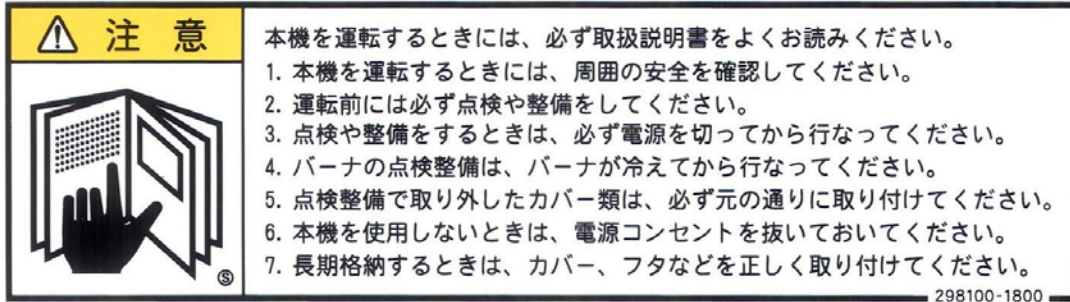 注 意
本機を運転するときには、必ず取扱説明書をよくお読みください。
1. 本機を運転するときには、周囲の安全を確認してください。
2. 運転前には必ず点検や整備をしてください。
3. 点検や整備をするときは、必ず電源を切ってから行なってください。
4. バーナの点検整備は、バーナが冷えてから行なってください。
5. 点検整備で取り外したカバー類は、必ず元の通りに取り付けてください。
6. 本機を使用しないときは、電源コンセントを抜いておいてください。
7. 長期格納するときは、カバー、フタなどを正しく取り付けてください。
Ⓢ
298100-1800